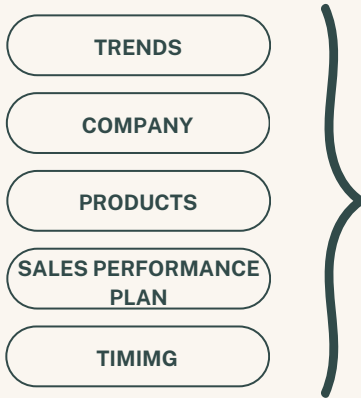 TRENDS
COMPANY
PRODUCTS
SALES PERFORMANCE
PLAN
TIMIMG